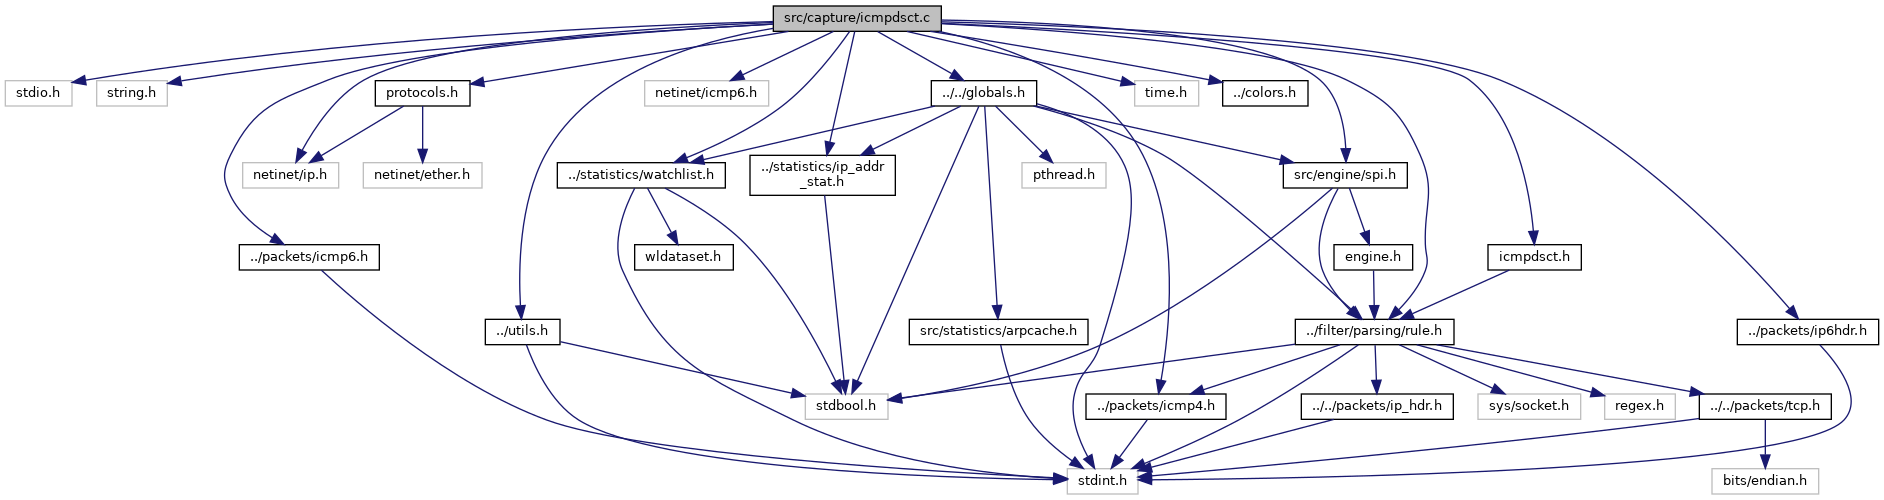 src/capture/icmpdsct.c
stdio.h
string.h
protocols.h
netinet/icmp6.h
../../globals.h
time.h
../colors.h
netinet/ip.h
netinet/ether.h
../statistics/watchlist.h
../statistics/ip_addr
_stat.h
pthread.h
src/engine/spi.h
../packets/icmp6.h
wldataset.h
engine.h
icmpdsct.h
../utils.h
src/statistics/arpcache.h
../filter/parsing/rule.h
../packets/ip6hdr.h
stdbool.h
../packets/icmp4.h
../../packets/ip_hdr.h
sys/socket.h
regex.h
../../packets/tcp.h
stdint.h
bits/endian.h